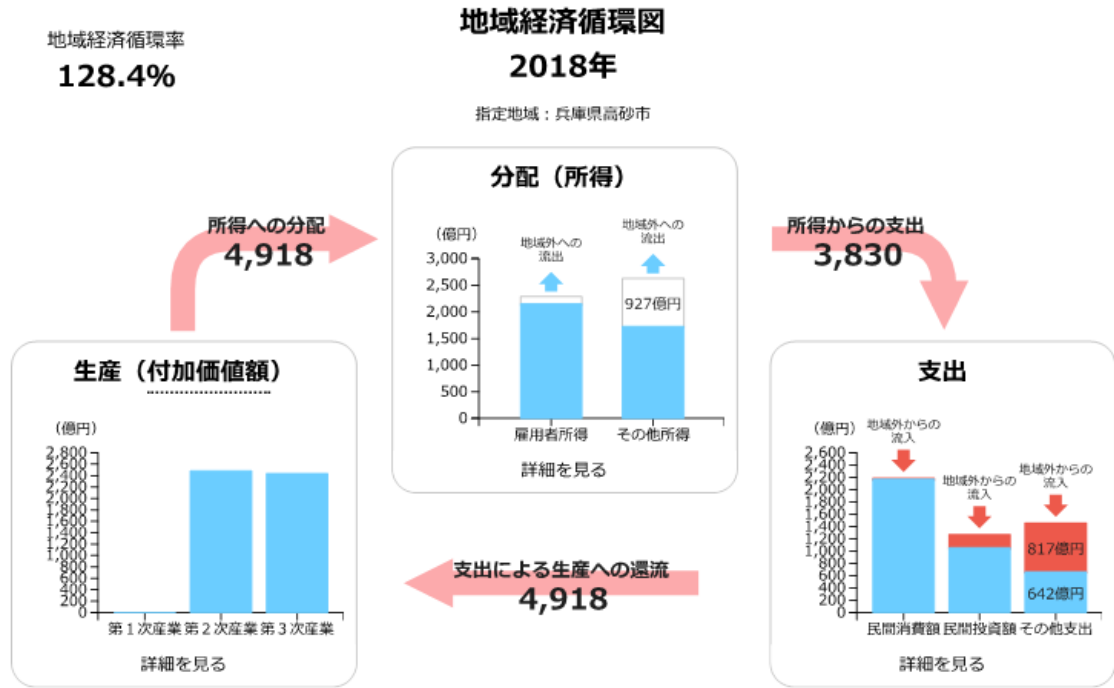 地域経済循環図
2018年
指定地域：兵庫県高砂市
地域経済循環率
128.4%
分配（所得）
（億円）
地域外への
流出
地域外への
流出
3,000
2,500
2,000
1,500
1,000
500
0
927億円
雇用者所得 その他所得
詳細を見る
所得への分配
4,918
所得からの支出
3,830
生産（付加価値額）
（億円）
2,800
2,600
2,400
2,200
2,000
1,800
1,600
1,400
1,200
1,000
800
600
400
200
0
第１次産業 第２次産業 第３次産業
詳細を見る
支出による生産への還流
4,918
支出
（億円）
地域外からの
流入
地域外からの
流入
地域外からの
流入
2,600
2,400
2,200
2,000
1,800
1,600
1,400
1,200
1,000
800
600
400
200
0
817億円
642億円
民間消費額 民間投資額 その他支出
詳細を見る